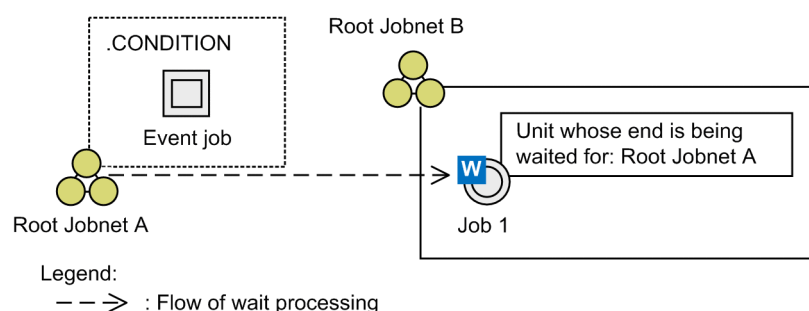 Root Jobnet B
.CONDITION
Event job
Unit whose end is being
waited for: Root Jobnet A
W
Root Jobnet A
Job 1
Legend:
: Flow of wait processing